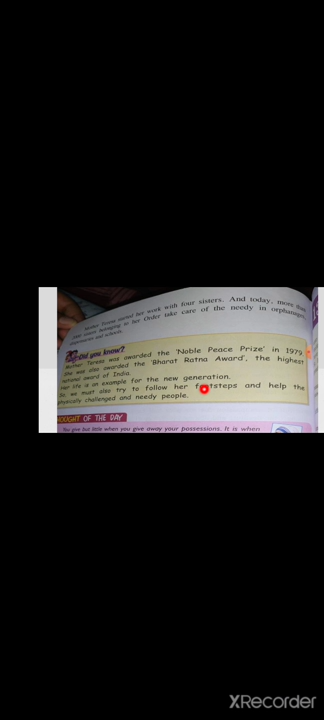 Mother Teresa started her work with four sisters. And today, more than
sisters belonging to her Order take care of the needy in orphanages,
and schools.
Did you know?
Mother Teresa was awarded the 'Noble Peace Prize' in 1979.
She was also awarded the 'Bharat Ratna Award', the highest
national award of India.
Her life is an example for the new generation.
So, we must also try to follow her footsteps and help the
physically challenged and needy people.
THOUGHT OF THE DAY
You give but little when you give away your possessions. It is when
XRecorder